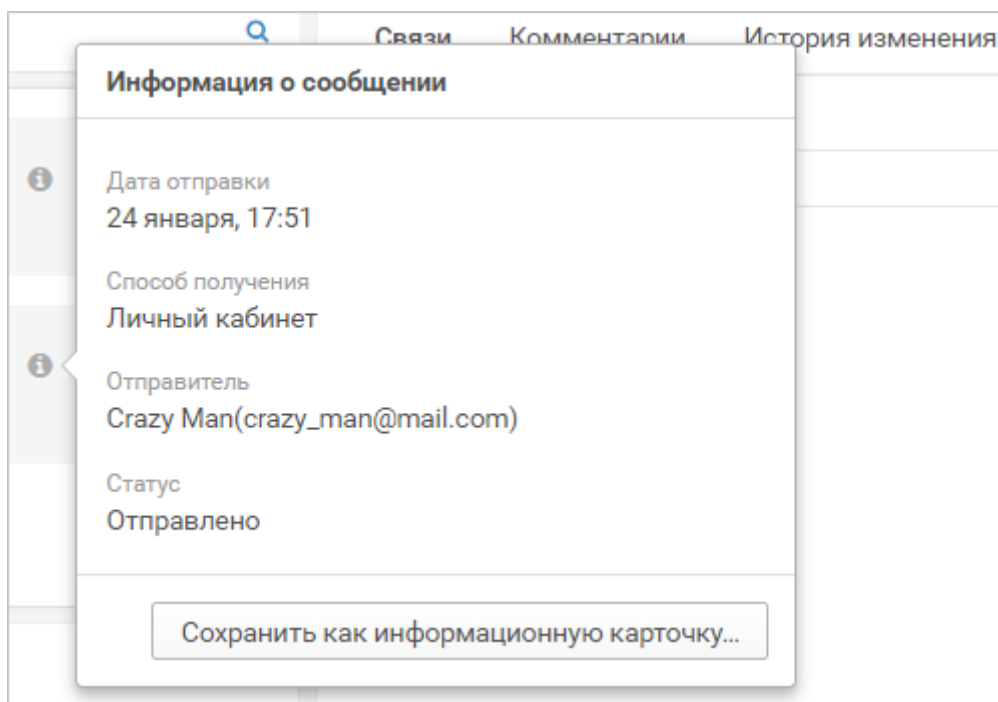 Связи Комментарии История изменения
Информация о сообщении
Дата отправки
24 января, 17:51
Способ получения
Личный кабинет
Отправитель
Crazy Man(crazy_man@mail.com)
Статус
Отправлено
Сохранить как информационную карточку...